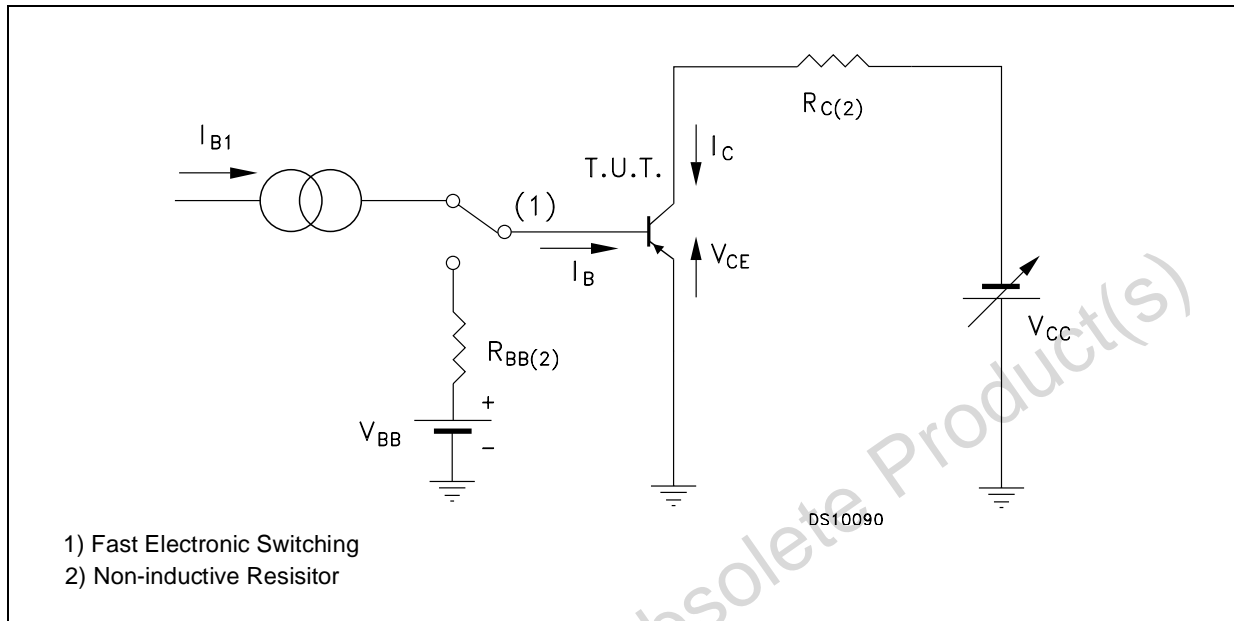 I_B1
T.U.T.
I_C
R_C(2)
(1)
I_B
V_CE
V_CC
R_BB(2)
V_BB
+
−
DS10090
1) Fast Electronic Switching
2) Non-inductive Resisitor
bsolete Product(s)